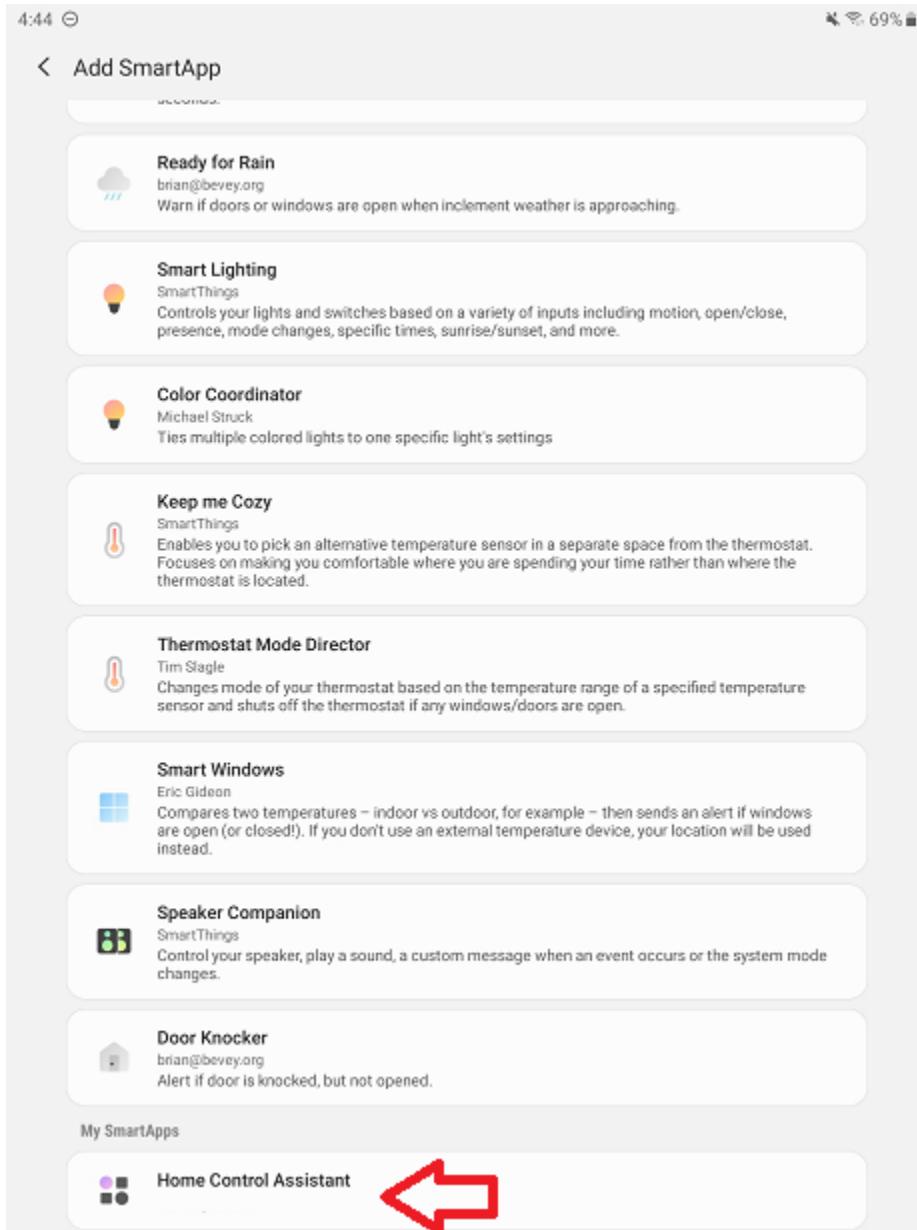 4:44 69%
Add SmartApp
seconds.
Ready for Rain
brian@bevey.org
Warn if doors or windows are open when inclement weather is approaching.
Smart Lighting
SmartThings
Controls your lights and switches based on a variety of inputs including motion, open/close,
presence, mode changes, specific times, sunrise/sunset, and more.
Color Coordinator
Michael Struck
Ties multiple colored lights to one specific light's settings
Keep me Cozy
SmartThings
Enables you to pick an alternative temperature sensor in a separate space from the thermostat.
Focuses on making you comfortable where you are spending your time rather than where the
thermostat is located.
Thermostat Mode Director
Tim Slagle
Changes mode of your thermostat based on the temperature range of a specified temperature
sensor and shuts off the thermostat if any windows/doors are open.
Smart Windows
Eric Gideon
Compares two temperatures – indoor vs outdoor, for example – then sends an alert if windows
are open (or closed!). If you don't use an external temperature device, your location will be used
instead.
Speaker Companion
SmartThings
Control your speaker, play a sound, a custom message when an event occurs or the system mode
changes.
Door Knocker
brian@bevey.org
Alert if door is knocked, but not opened.
My SmartApps
Home Control Assistant